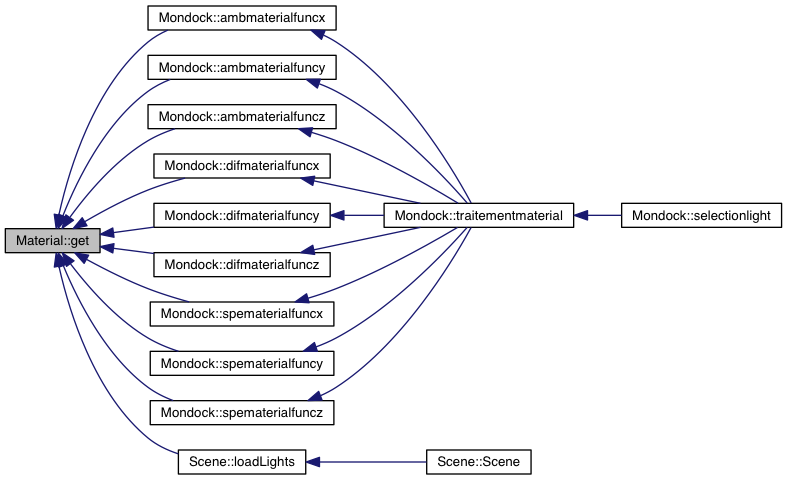 Mondock::ambmaterialfuncx
Mondock::ambmaterialfuncy
Mondock::ambmaterialfuncz
Mondock::difmaterialfuncx
Mondock::difmaterialfuncy
Mondock::traitementmaterial
Mondock::selectionlight
Material::get
Mondock::difmaterialfuncz
Mondock::spematerialfuncx
Mondock::spematerialfuncy
Mondock::spematerialfuncz
Scene::loadLights
Scene::Scene